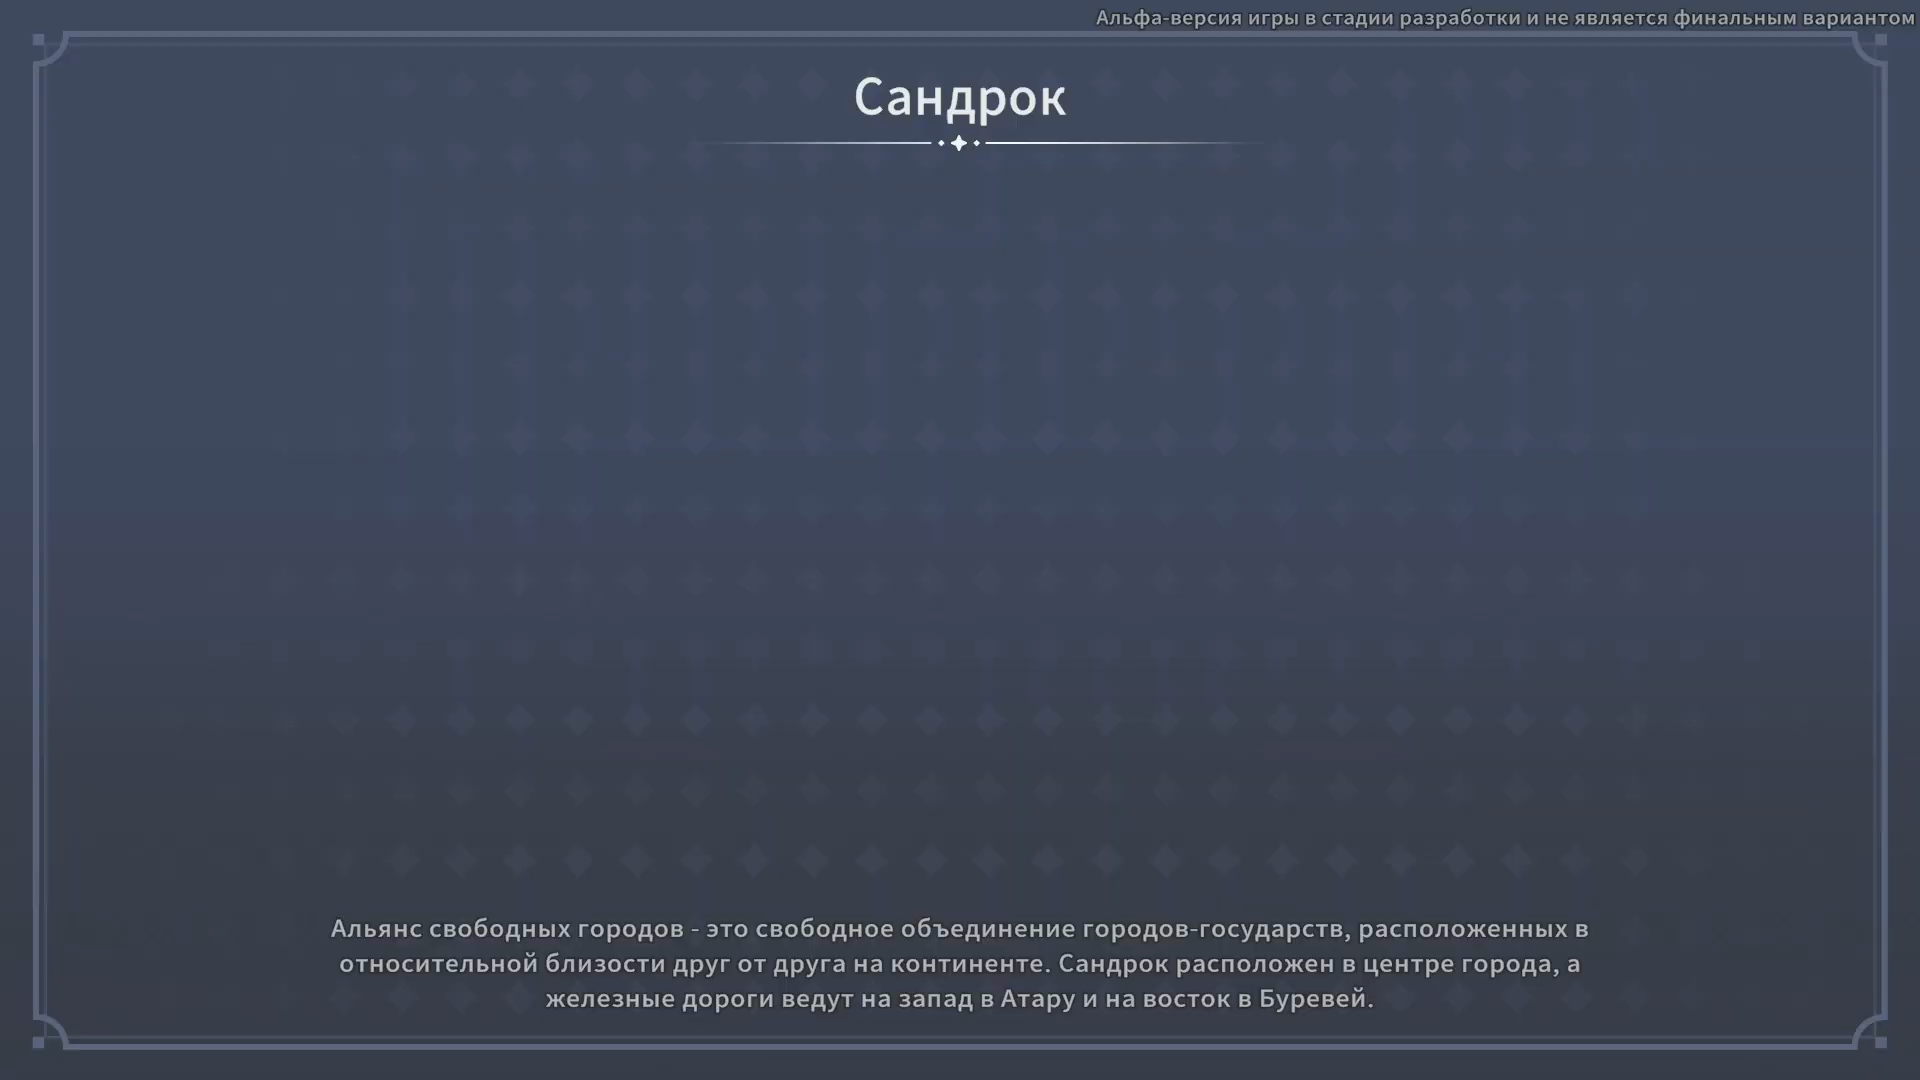 Альфа-версия игры в стадии разработки и не является финальным вариантом
Сандрок
Альянс свободных городов - это свободное объединение городов-государств, расположенных в
относительной близости друг от друга на континенте. Сандрок расположен в центре города, а
железные дороги ведут на запад в Атару и на восток в Буревей.